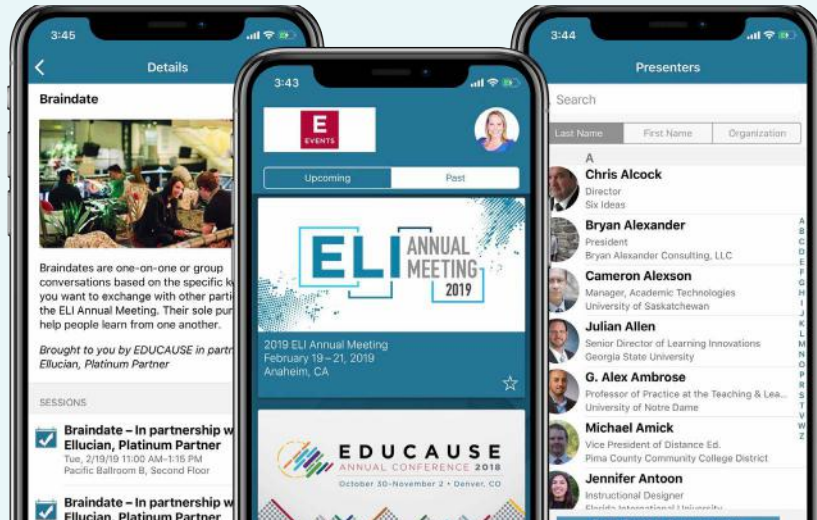 3:45
Details
Braindate
Braindates are one-on-one or group
conversations based on the specific
you want to exchange with other
the ELI Annual Meeting. Their sole
help people learn from one another.
Brought to you by EDUCAUSE in
Ellucian, Platinum Partner
SESSIONS
Braindate – In partnership
Ellucian, Platinum Partner
Tue, 2/19/19 11:00 AM–1:15 PM
Pacific Ballroom B, Second Floor
Braindate – In partnership
Ellucian, Platinum Partner
3:43
E
EVENTS
Upcoming
Past
ELI ANNUAL
MEETING
2019
2019 ELI Annual Meeting
February 19 – 21, 2019
Anaheim, CA
EDUCAUSE
ANNUAL CONFERENCE 2018
October 30-November 2 • Denver, CO
3:44
Presenters
Search
Last Name
First Name
Organization
A
Chris Alcock
Director
Six Ideas
Bryan Alexander
President
Bryan Alexander Consulting, LLC
Cameron Alexson
Manager, Academic Technologies
University of Saskatchewan
Julian Allen
Senior Director of Learning Innovations
Georgia State University
G. Alex Ambrose
Professor of Practice at the Teaching & Lea...
University of Notre Dame
Michael Amick
Vice President of Distance Ed.
Pima County Community College District
Jennifer Antoon
Instructional Designer
Florida International University
A
B
C
D
E
F
G
H
I
J
K
L
M
N
O
P
R
S
T
V
W
Z